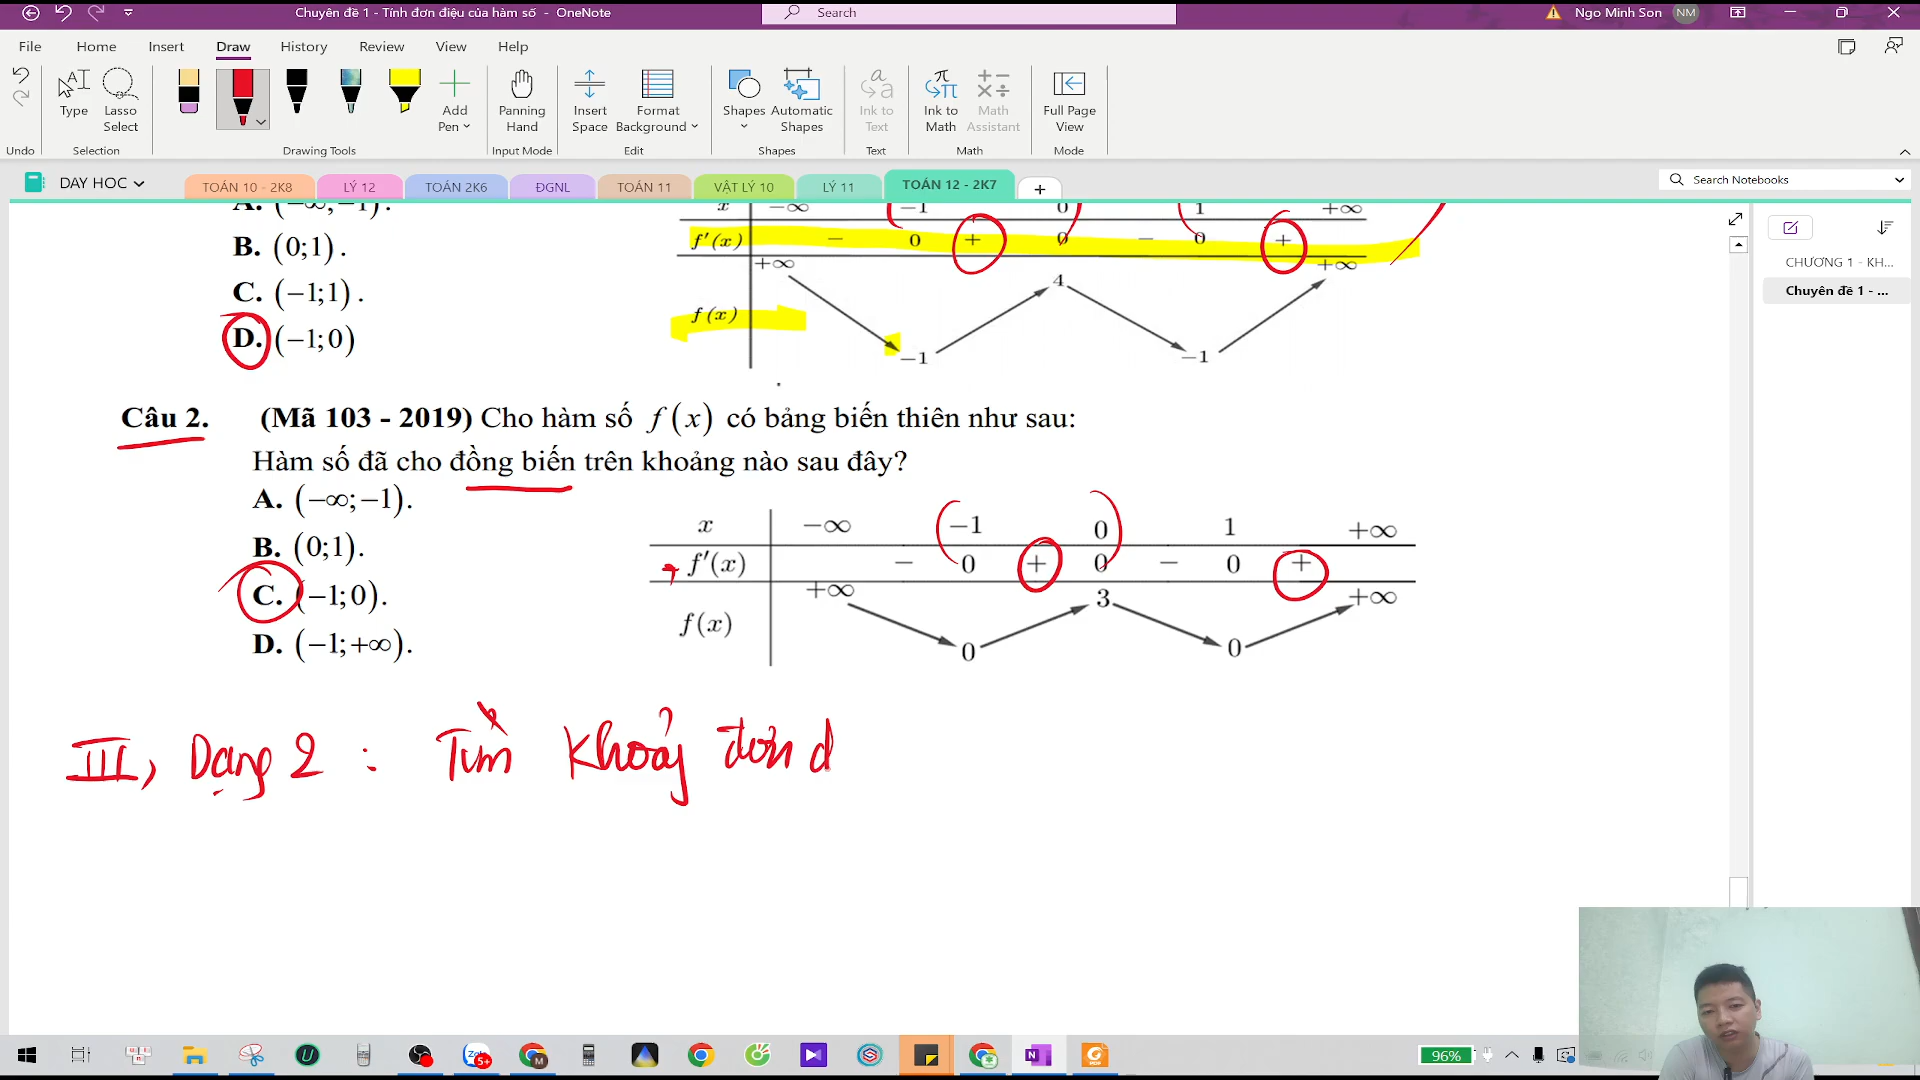 Chuyên đề 1 - Tính đơn điệu của hàm số - OneNote
Search
Ngo Minh Son
NM
File Home Insert Draw History Review View Help
Type
Lasso Select
Add Pen
Panning Hand
Insert Space
Format Background
Shapes
Automatic Shapes
Ink to Text
Ink to Math
Math Assistant
Full Page View
Undo Selection Drawing Tools Input Mode Edit Shapes Text Math Mode
DAY HOC
TOÁN 10 - 2K8
LÝ 12
TOÁN 2K6
ĐGNL
TOÁN 11
VẬT LÝ 10
LÝ 11
TOÁN 12 - 2K7
+
Search Notebooks
CHƯƠNG 1 - KH...
Chuyên đề 1 - ...
A. (−∞;−1).
B. (0;1).
C. (−1;1).
D. (−1;0)
x −∞ −1 0 1 +∞
f′(x) − 0 + 0 − 0 +
+∞ 4 +∞
f(x)
−1 −1
Câu 2. (Mã 103 - 2019) Cho hàm số f(x) có bảng biến thiên như sau:
Hàm số đã cho đồng biến trên khoảng nào sau đây?
A. (−∞;−1).
B. (0;1).
C. (−1;0).
D. (−1;+∞).
x −∞ −1 0 1 +∞
f′(x) − 0 + 0 − 0 +
+∞ 3 +∞
f(x)
0 0
III, Dạng 2 : Tìm khoảng đơn đ
96%